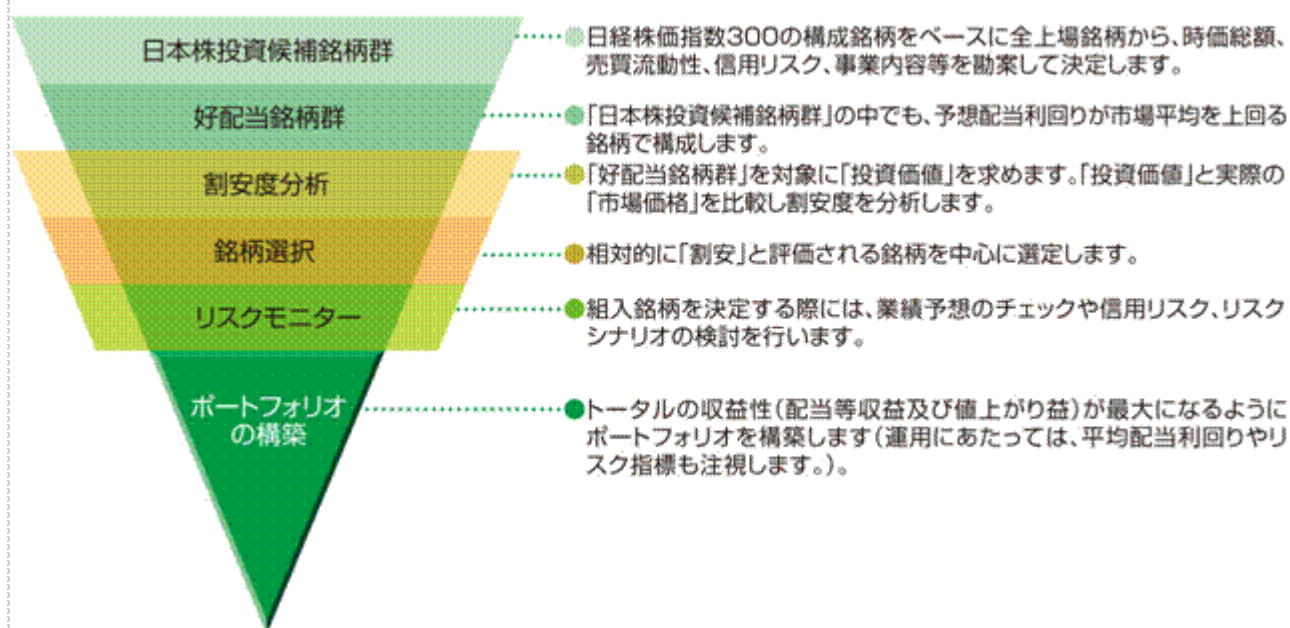 日本株投資候補銘柄群
日経株価指数300の構成銘柄をベースに全上場銘柄から、時価総額、
売買流動性、信用リスク、事業内容等を勘案して決定します。
好配当銘柄群
「日本株投資候補銘柄群」の中でも、予想配当利回りが市場平均を上回る
銘柄で構成します。
割安度分析
「好配当銘柄群」を対象に「投資価値」を求めます。「投資価値」と実際の
「市場価格」を比較し割安度を分析します。
銘柄選択
相対的に「割安」と評価される銘柄を中心に選定します。
リスクモニター
組入銘柄を決定する際には、業績予想のチェックや信用リスク、リスク
シナリオの検討を行います。
ポートフォリオ
の構築
トータルの収益性(配当等収益及び値上がり益)が最大になるように
ポートフォリオを構築します(運用にあたっては、平均配当利回りやリ
スク指標も注視します。)。